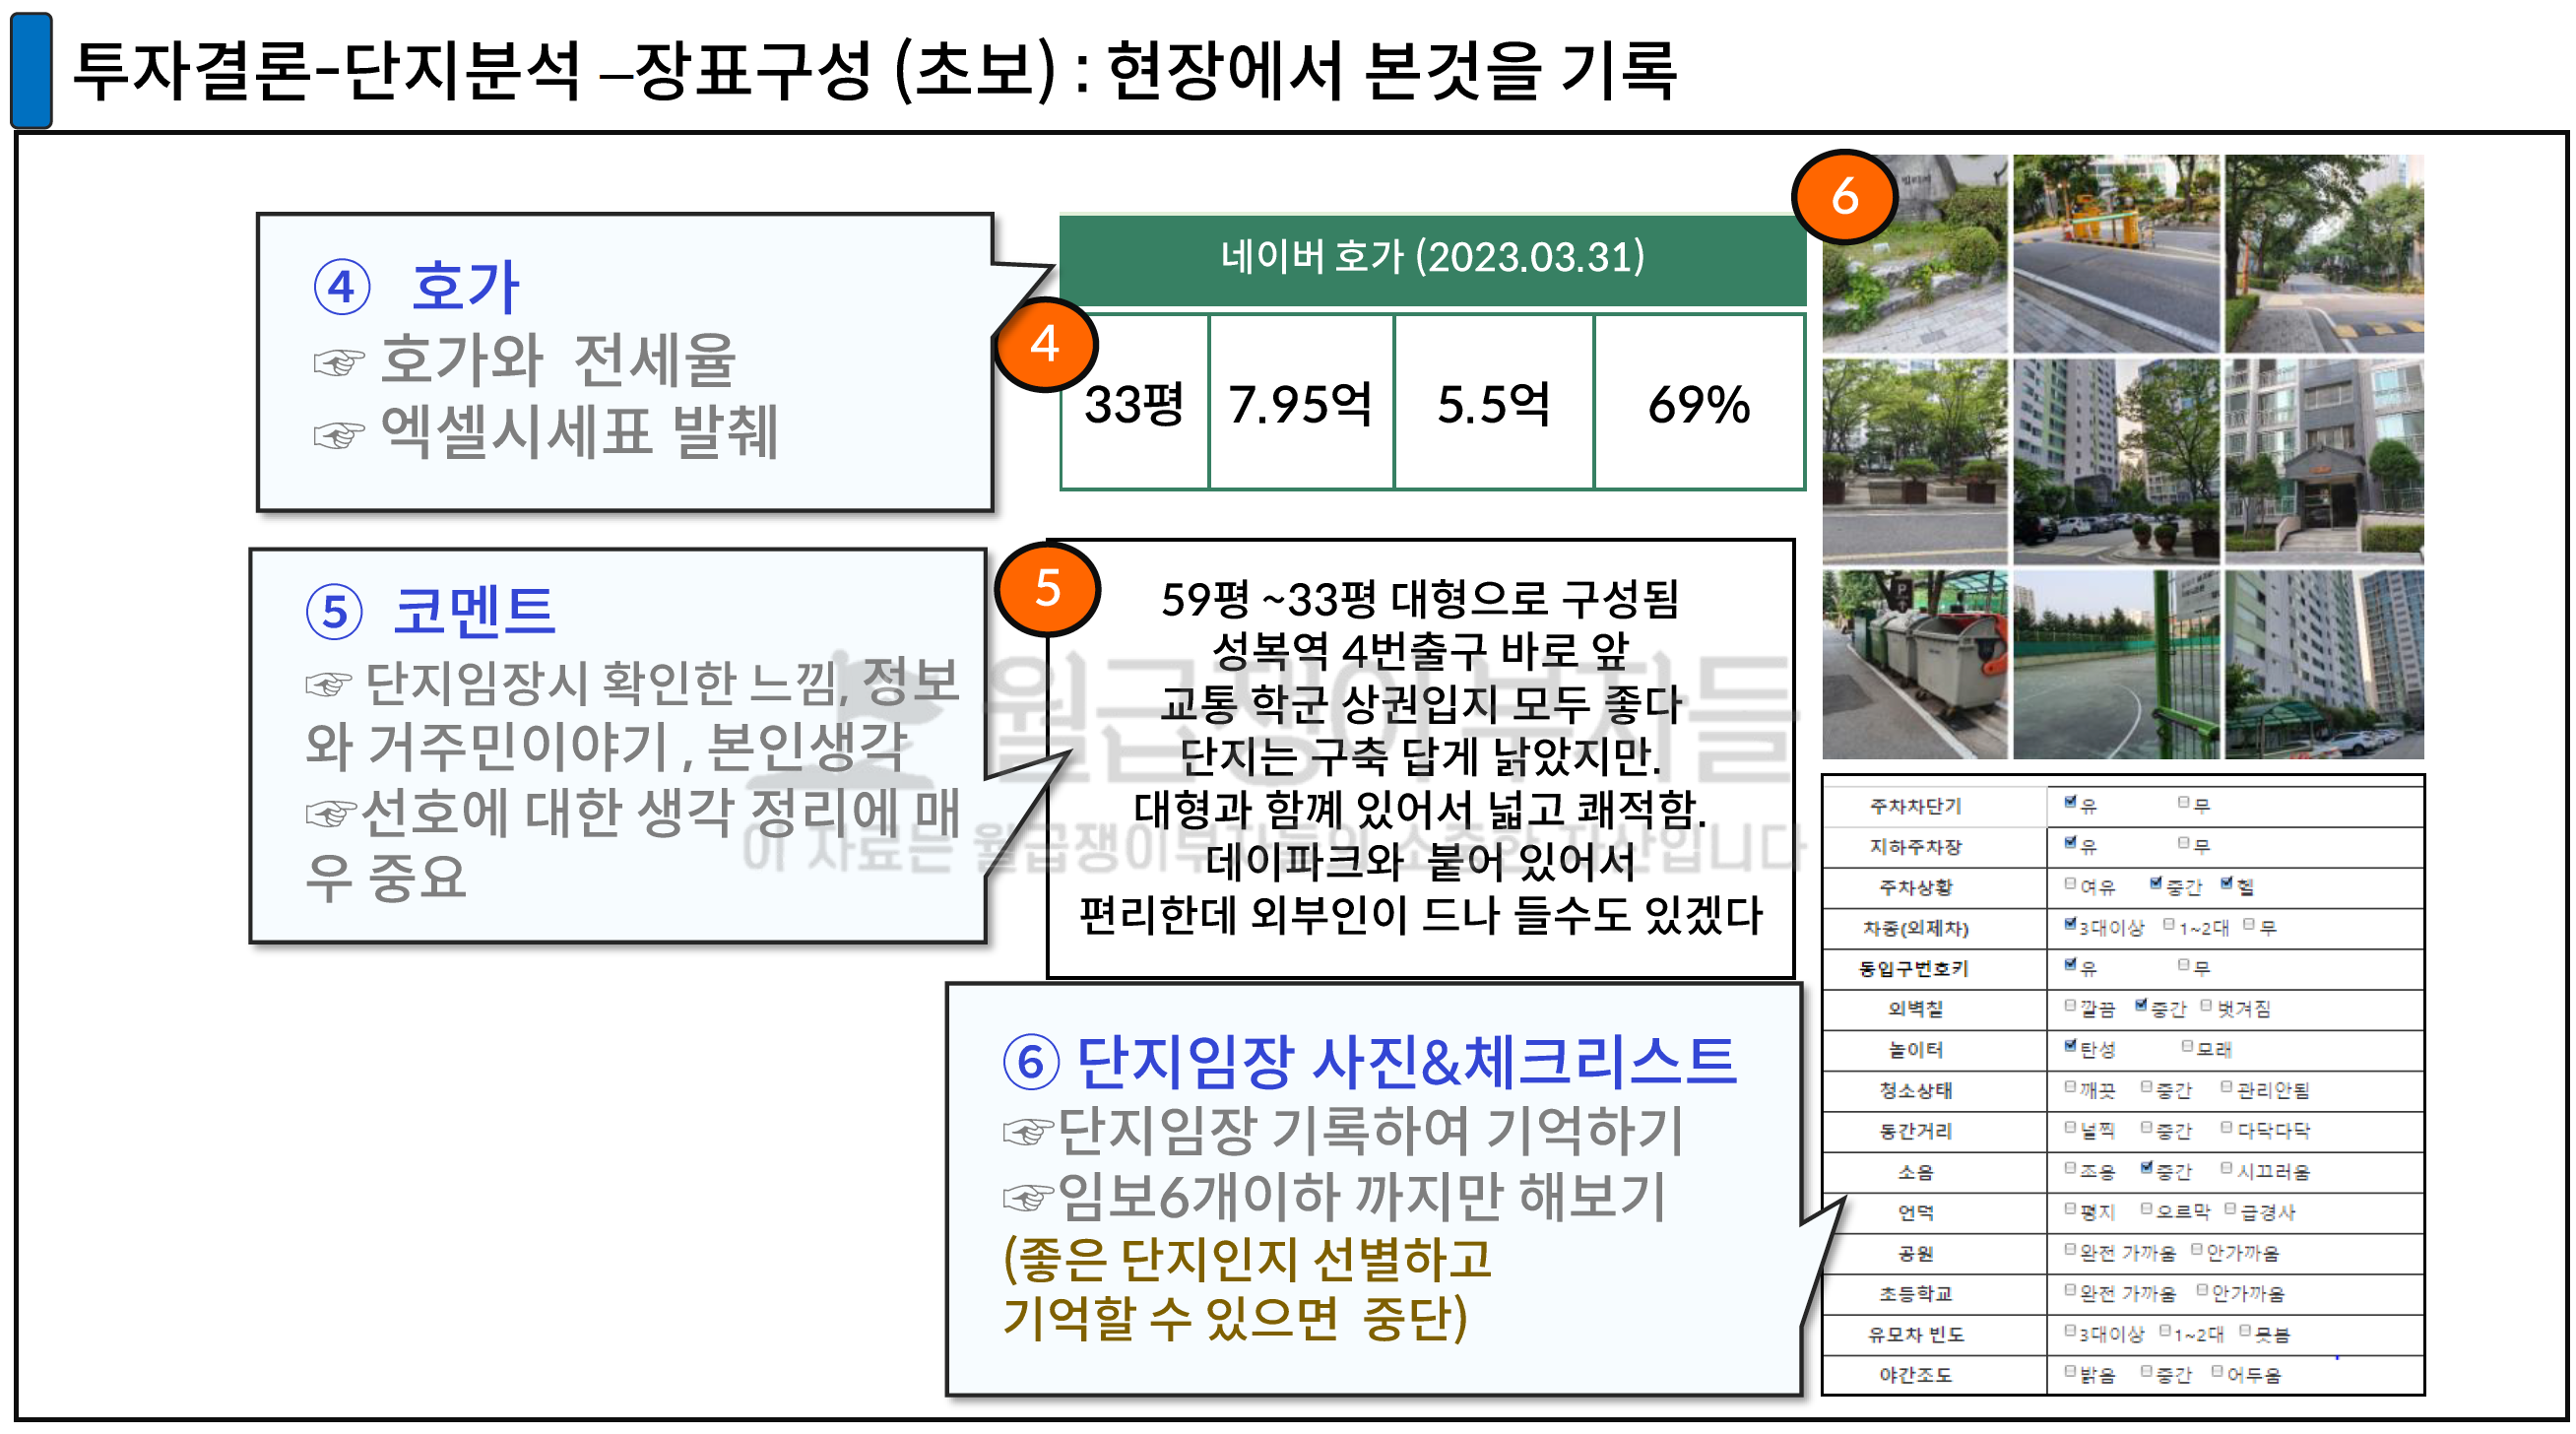 투자결론-단지분석 –장표구성 (초보) : 현장에서 본것을 기록
④ 호가
☞ 호가와 전세율
☞ 엑셀시세표 발췌
네이버 호가 (2023.03.31)
4
33평 7.95억 5.5억 69%
⑤ 코멘트
☞ 단지임장시 확인한 느낌, 정보
와 거주민이야기 , 본인생각
☞선호에 대한 생각 정리에 매
우 중요
5
59평 ~33평 대형으로 구성됨
성복역 4번출구 바로 앞
교통 학군 상권입지 모두 좋다
단지는 구축 답게 낡았지만.
대형과 함께 있어서 넓고 쾌적함.
데이파크와 붙어 있어서
편리한데 외부인이 드나 들수도 있겠다
월급쟁이부자들
이 자료는 월급쟁이부자들의 소중한 자산입니다
⑥ 단지임장 사진&체크리스트
☞단지임장 기록하여 기억하기
☞임보6개이하 까지만 해보기
(좋은 단지인지 선별하고
기억할 수 있으면 중단)
6
P
주차차단기 유 무
지하주차장 유 무
주차상황 여유 중간 헬
차종(외제차) 3대이상 1~2대 무
동입구번호키 유 무
외벽칠 깔끔 중간 벗겨짐
놀이터 탄성 모래
청소상태 깨끗 중간 관리안됨
동간거리 널찍 중간 다닥다닥
소음 조용 중간 시끄러움
언덕 평지 오르막 급경사
공원 완전 가까움 안가까움
초등학교 완전 가까움 안가까움
유모차 빈도 3대이상 1~2대 못봄
야간조도 밝음 중간 어두움